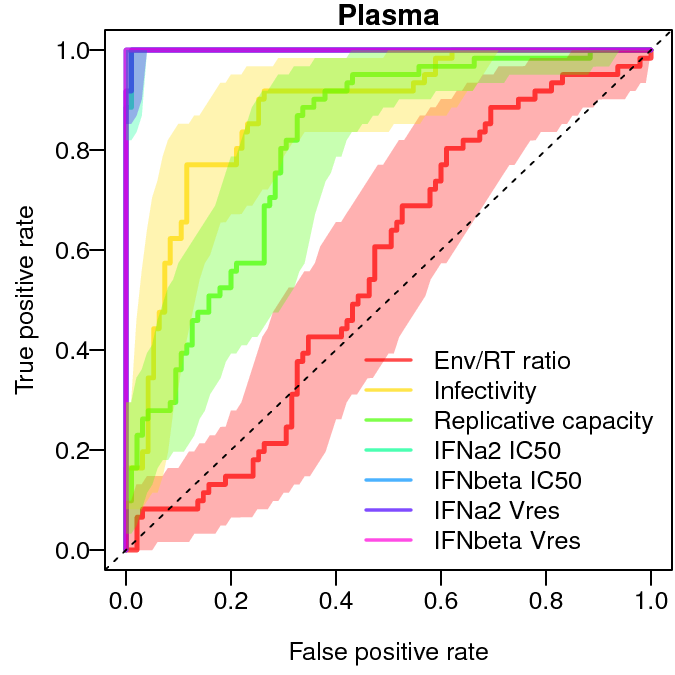 Plasma
True positive rate
1.0
0.8
0.6
0.4
0.2
0.0
Env/RT ratio
Infectivity
Replicative capacity
IFNa2 IC50
IFNbeta IC50
IFNa2 Vres
IFNbeta Vres
0.0 0.2 0.4 0.6 0.8 1.0
False positive rate